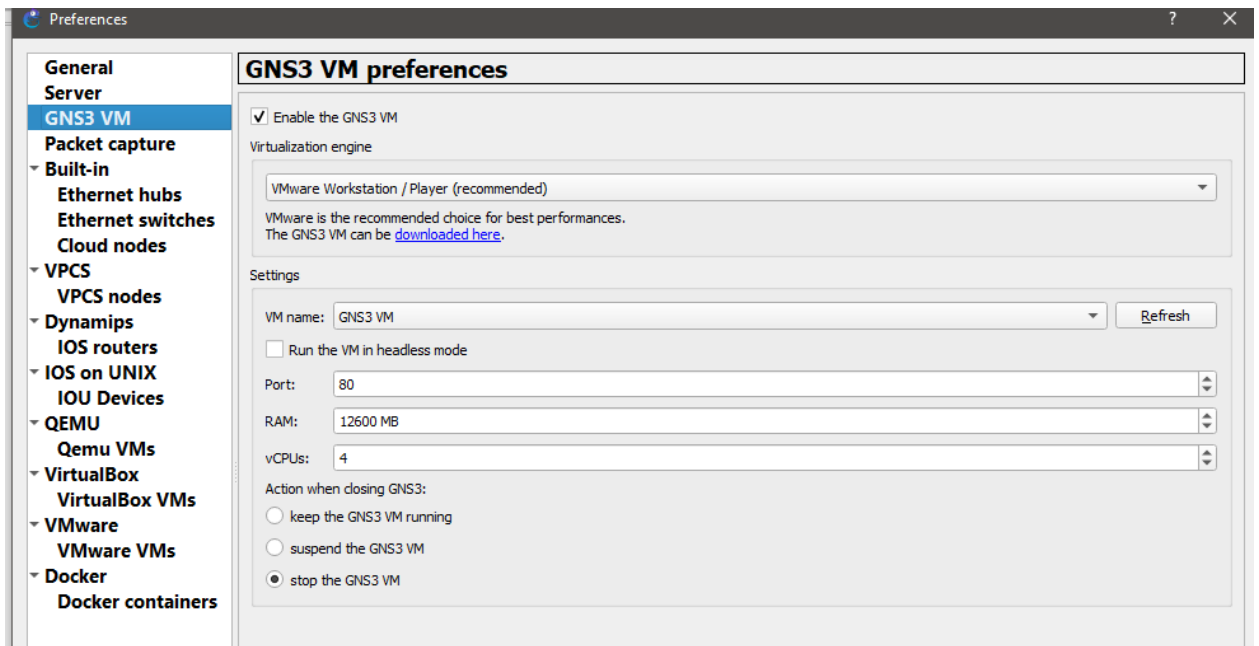 Preferences
?
General
Server
GNS3 VM
Packet capture
Built-in
Ethernet hubs
Ethernet switches
Cloud nodes
VPCS
VPCS nodes
Dynamips
IOS routers
IOS on UNIX
IOU Devices
QEMU
Qemu VMs
VirtualBox
VirtualBox VMs
VMware
VMware VMs
Docker
Docker containers
GNS3 VM preferences
Enable the GNS3 VM
Virtualization engine
VMware Workstation / Player (recommended)
VMware is the recommended choice for best performances.
The GNS3 VM can be downloaded here.
Settings
VM name: GNS3 VM Refresh
Run the VM in headless mode
Port: 80
RAM: 12600 MB
vCPUs: 4
Action when closing GNS3:
keep the GNS3 VM running
suspend the GNS3 VM
stop the GNS3 VM